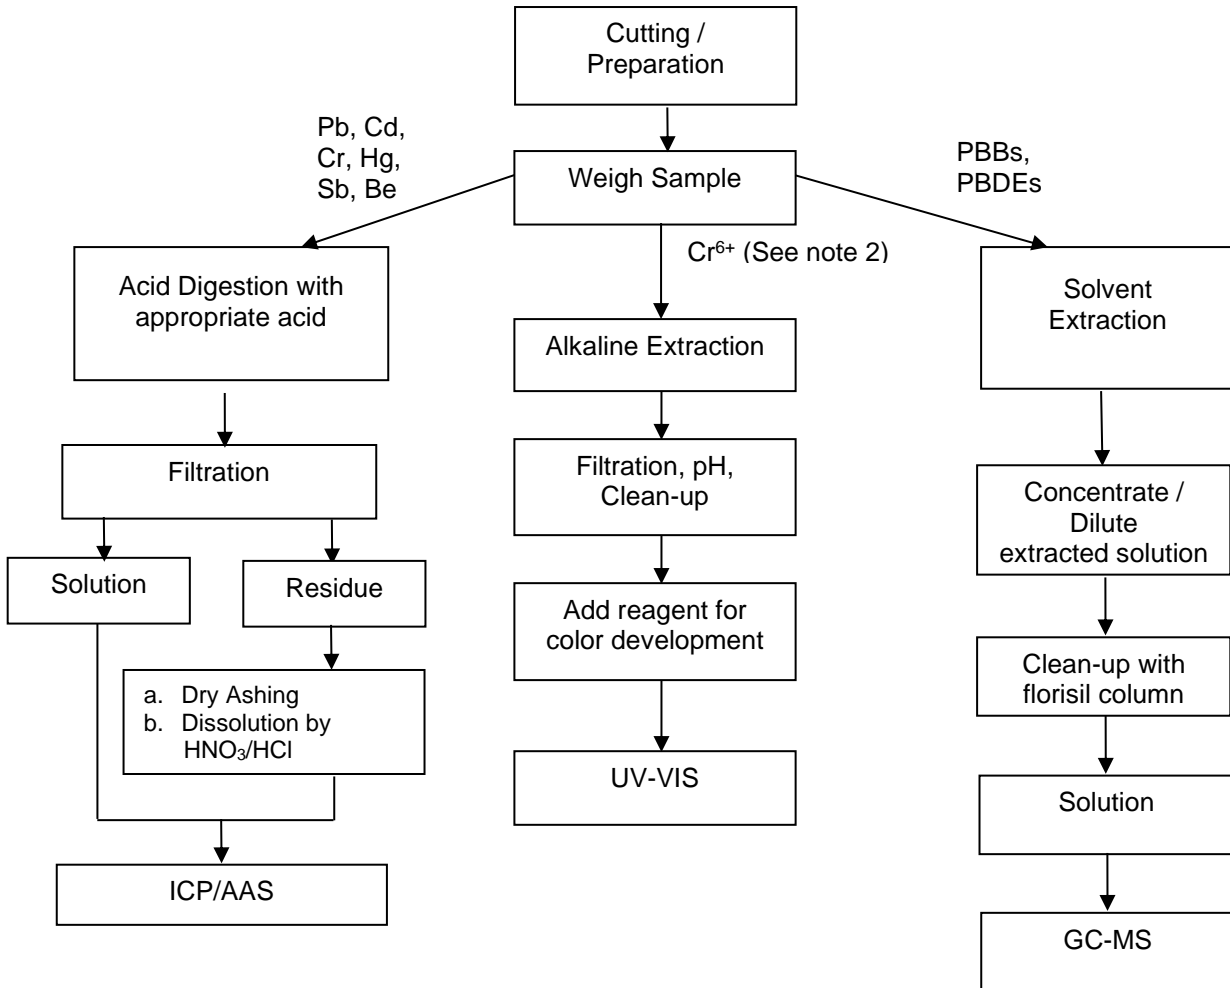 Cutting /
Preparation
Pb, Cd,
Cr, Hg,
Sb, Be
Weigh Sample
PBBs,
PBDEs
Cr⁶⁺ (See note 2)
Acid Digestion with
appropriate acid
Filtration
Solution
Residue
a. Dry Ashing
b. Dissolution by
HNO₃/HCl
ICP/AAS
Alkaline Extraction
Filtration, pH,
Clean-up
Add reagent for
color development
UV-VIS
Solvent
Extraction
Concentrate /
Dilute
extracted solution
Clean-up with
florisil column
Solution
GC-MS